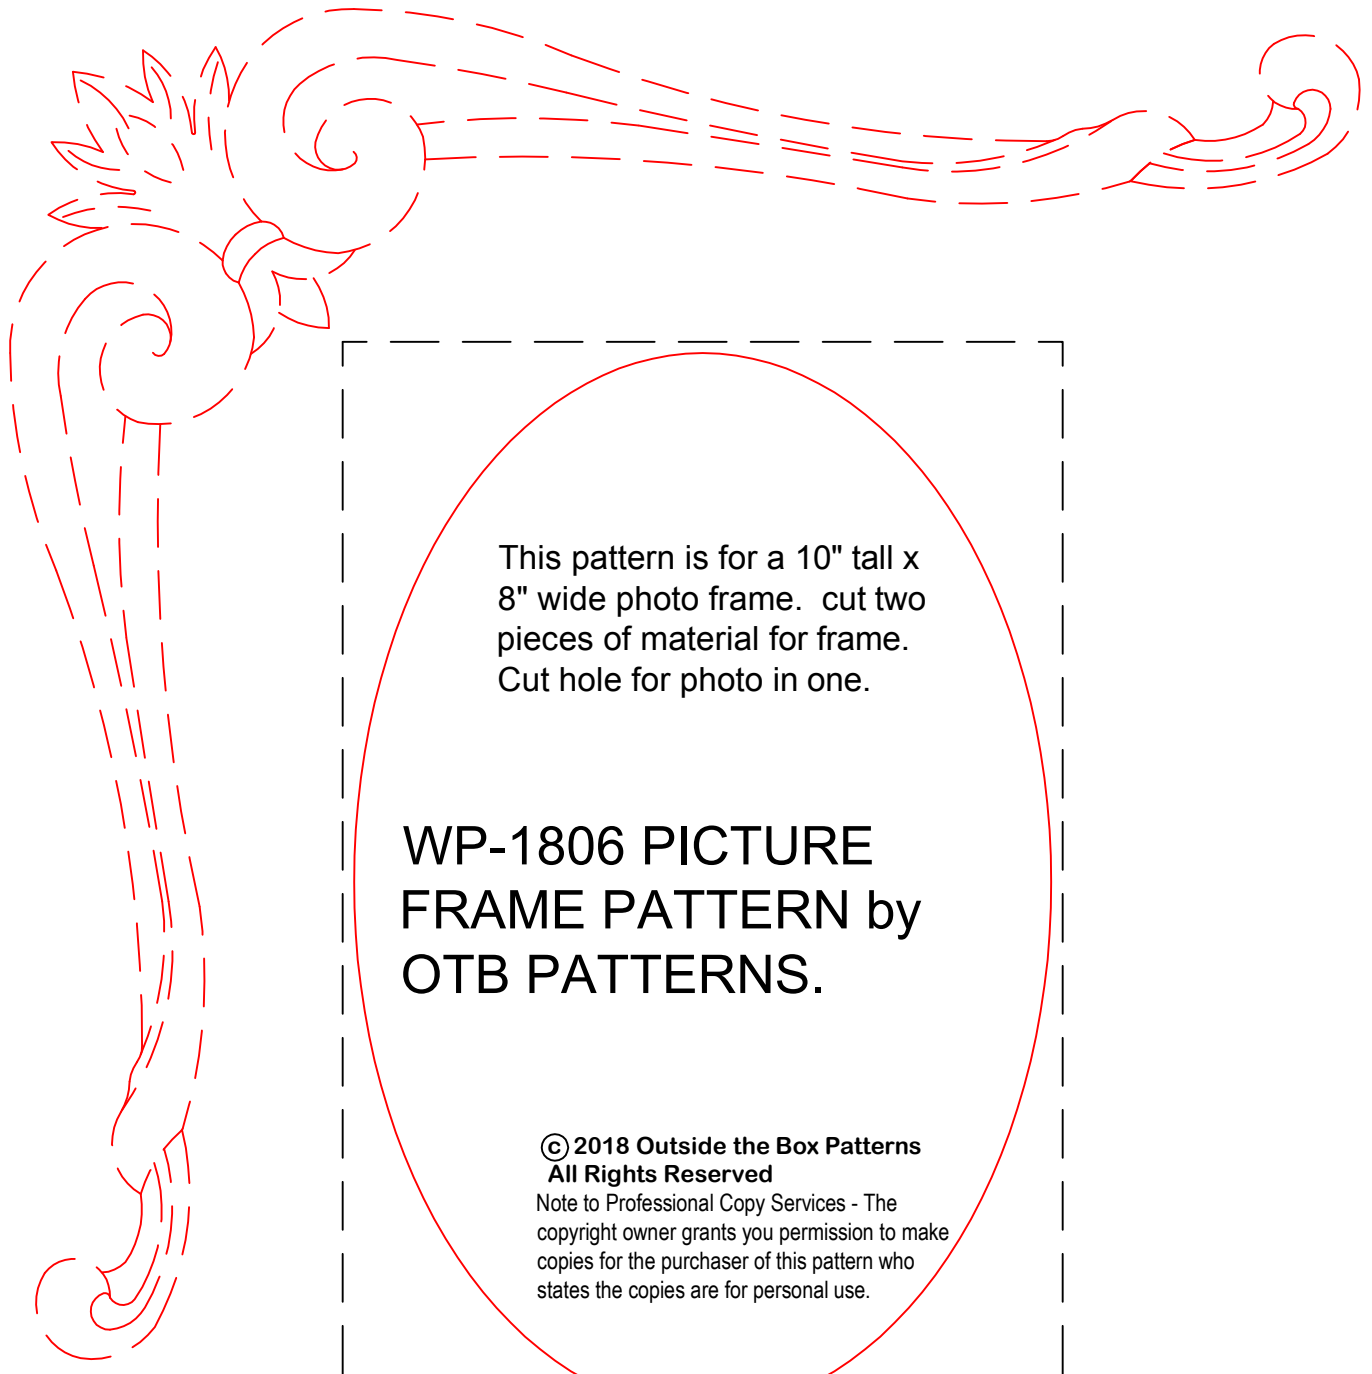 This pattern is for a 10" tall x
8" wide photo frame.  cut two
pieces of material for frame.
Cut hole for photo in one.
WP-1806 PICTURE
FRAME PATTERN by
OTB PATTERNS.
© 2018 Outside the Box Patterns
All Rights Reserved
Note to Professional Copy Services - The
copyright owner grants you permission to make
copies for the purchaser of this pattern who
states the copies are for personal use.